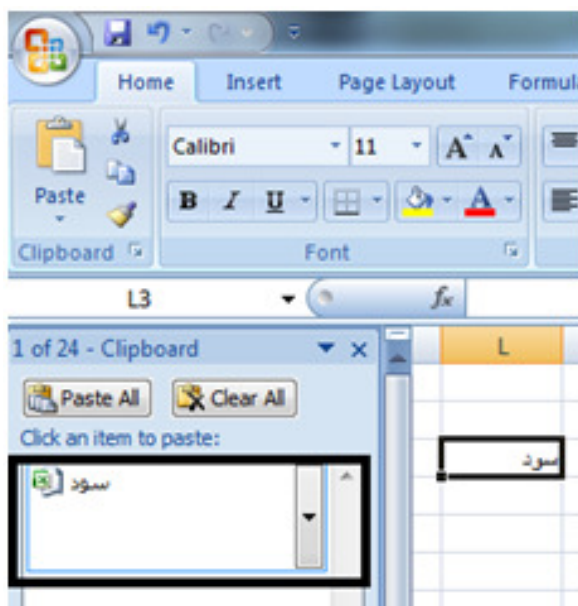 Home Insert Page Layout Formul
Calibri 11 A A
Paste B I U A
Clipboard Font
L3 fx
1 of 24 - Clipboard L
Paste All Clear All
Click an item to paste:
سود
سود